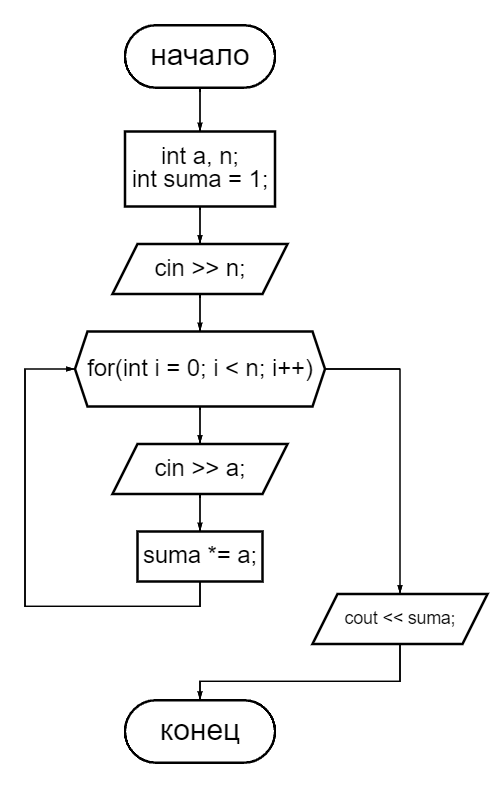 начало
int a, n;
int suma = 1;
cin >> n;
for(int i = 0; i < n; i++)
cin >> a;
suma *= a;
cout << suma;
конец